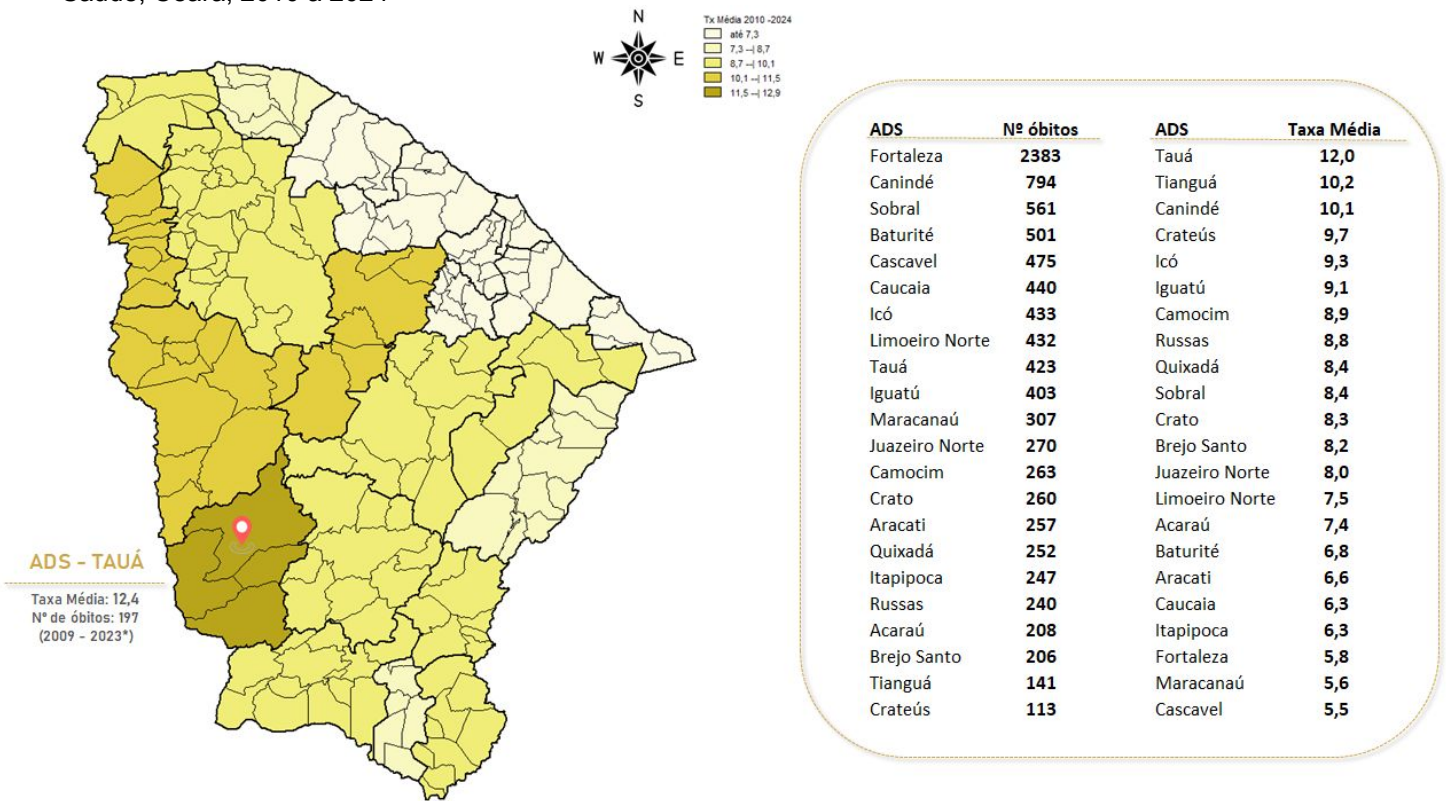 Saúde, Ceará, 2010 a 2024
N
W
E
S
Tx Média 2010 -2024
até 7,3
7,3 --| 8,7
8,7 --| 10,1
10,1 --| 11,5
11,5 --| 12,9
ADS - TAUÁ
Taxa Média: 12,4
Nº de óbitos: 197
(2009 - 2023*)
ADS Nº óbitos
Fortaleza 2383
Canindé 794
Sobral 561
Baturité 501
Cascavel 475
Caucaia 440
Icó 433
Limoeiro Norte 432
Tauá 423
Iguatú 403
Maracanaú 307
Juazeiro Norte 270
Camocim 263
Crato 260
Aracati 257
Quixadá 252
Itapipoca 247
Russas 240
Acaraú 208
Brejo Santo 206
Tianguá 141
Crateús 113
ADS Taxa Média
Tauá 12,0
Tianguá 10,2
Canindé 10,1
Crateús 9,7
Icó 9,3
Iguatú 9,1
Camocim 8,9
Russas 8,8
Quixadá 8,4
Sobral 8,4
Crato 8,3
Brejo Santo 8,2
Juazeiro Norte 8,0
Limoeiro Norte 7,5
Acaraú 7,4
Baturité 6,8
Aracati 6,6
Caucaia 6,3
Itapipoca 6,3
Fortaleza 5,8
Maracanaú 5,6
Cascavel 5,5